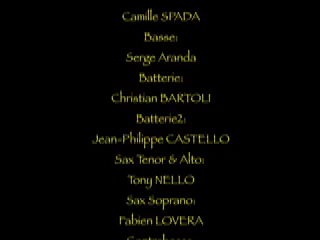 Camille SPADA
Basse:
Serge Aranda
Batterie:
Christian BARTOLI
Batterie2:
Jean-Philippe CASTELLO
Sax Tenor & Alto:
Tony NELLO
Sax Soprano:
Fabien LOVERA